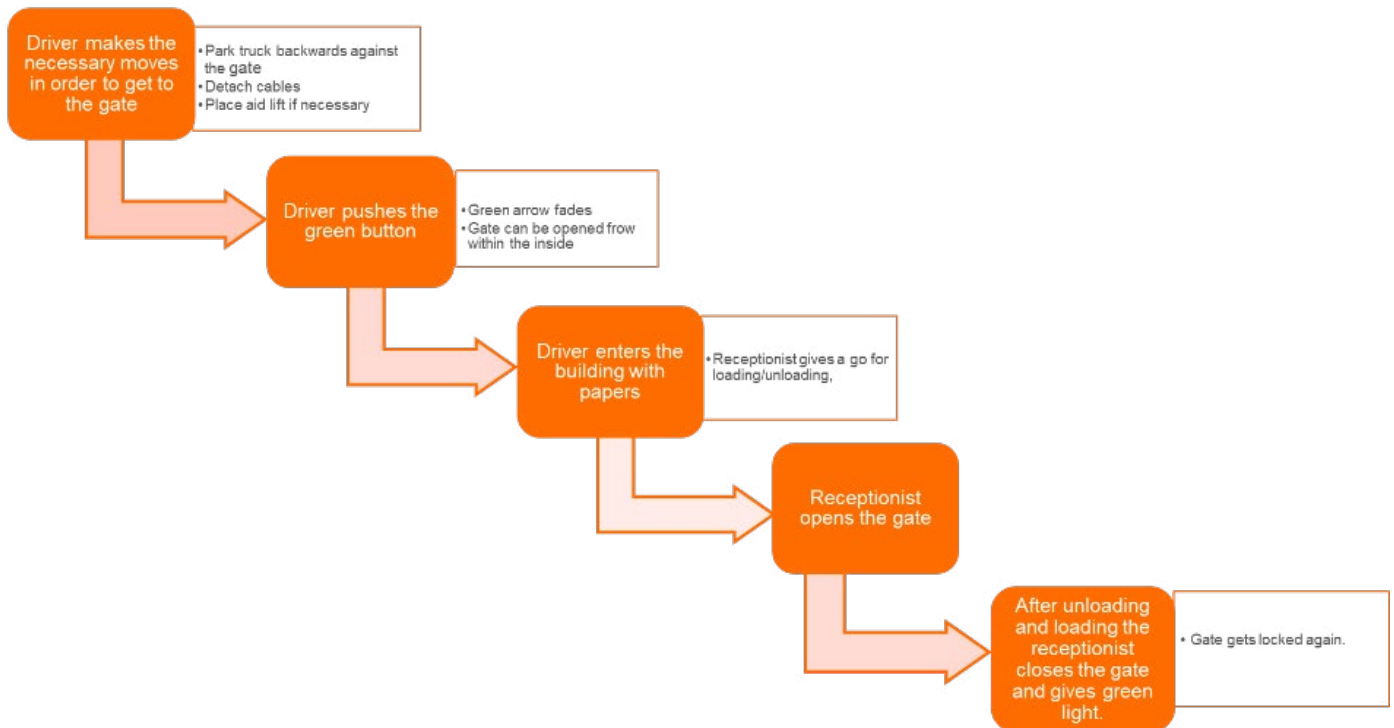 Driver makes the
necessary moves
in order to get to
the gate
•Park truck backwards against
the gate
•Detach cables
•Place aid lift if necessary
Driver pushes the
green button
•Green arrow fades
•Gate can be opened frow
within the inside
Driver enters the
building with
papers
•Receptionist gives a go for
loading/unloading,
Receptionist
opens the gate
After unloading
and loading the
receptionist
closes the gate
and gives green
light.
• Gate gets locked again.